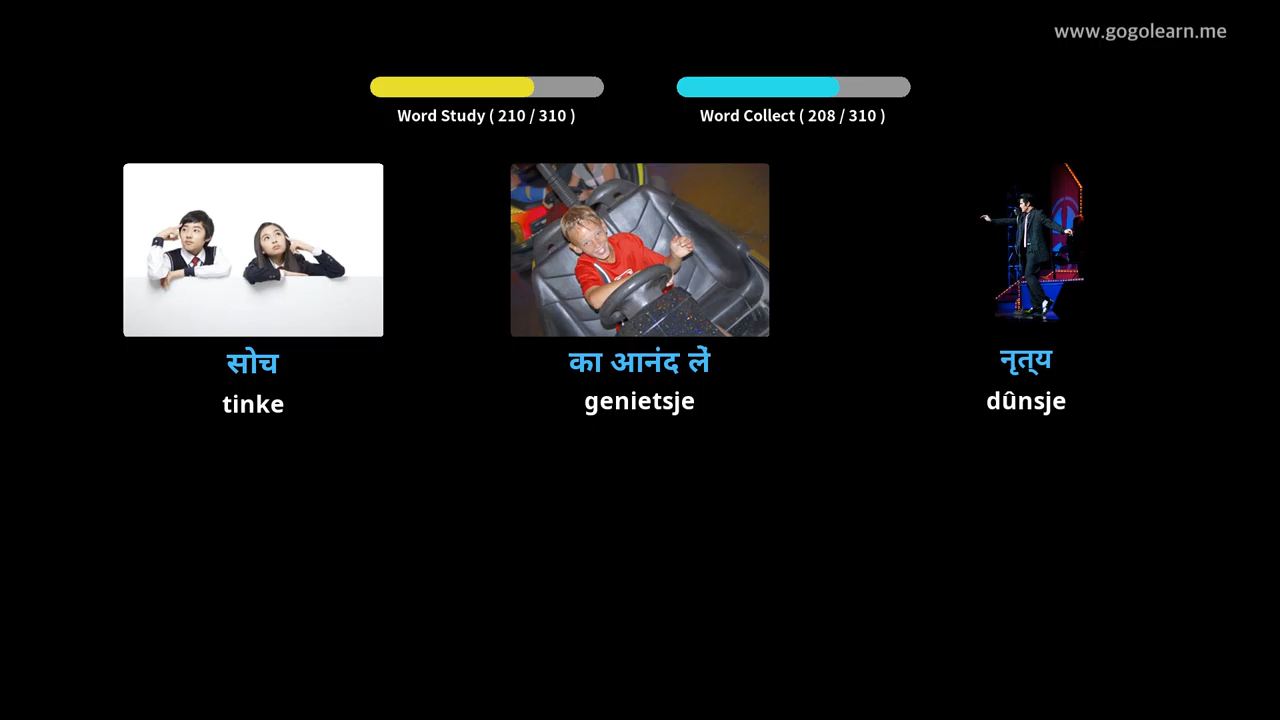 www.gogolearn.me
Word Study ( 210 / 310 )
Word Collect ( 208 / 310 )
सोच
का आनंद लें
नृत्य
tinke
genietsje
dûnsje